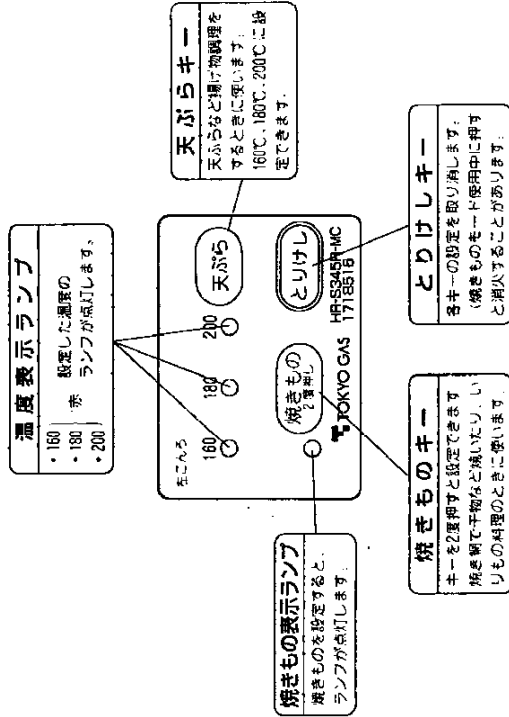 温度表示ランプ
・160
・180
・200
赤
設定した温度の
ランプが点灯します。
天ぷらキー
天ぷらなど揚げ物調理を
するときに使います。
160℃、180℃、200℃に設
定できます。
左こんろ
160
180
200
天ぷら
焼きもの
2度押し
とりけし
TOKYO GAS
HR-S345R-MC
1718516
焼きもの表示ランプ
焼きものを設定すると、
ランプが点灯します。
焼きものキー
キーを2度押すと設定できます
焼き網で干物など焼いたり、い
りもの料理のときに使います。
とりけしキー
各キーの設定を取り消します。
(焼きものモード使用中に押す
と消火することがあります。